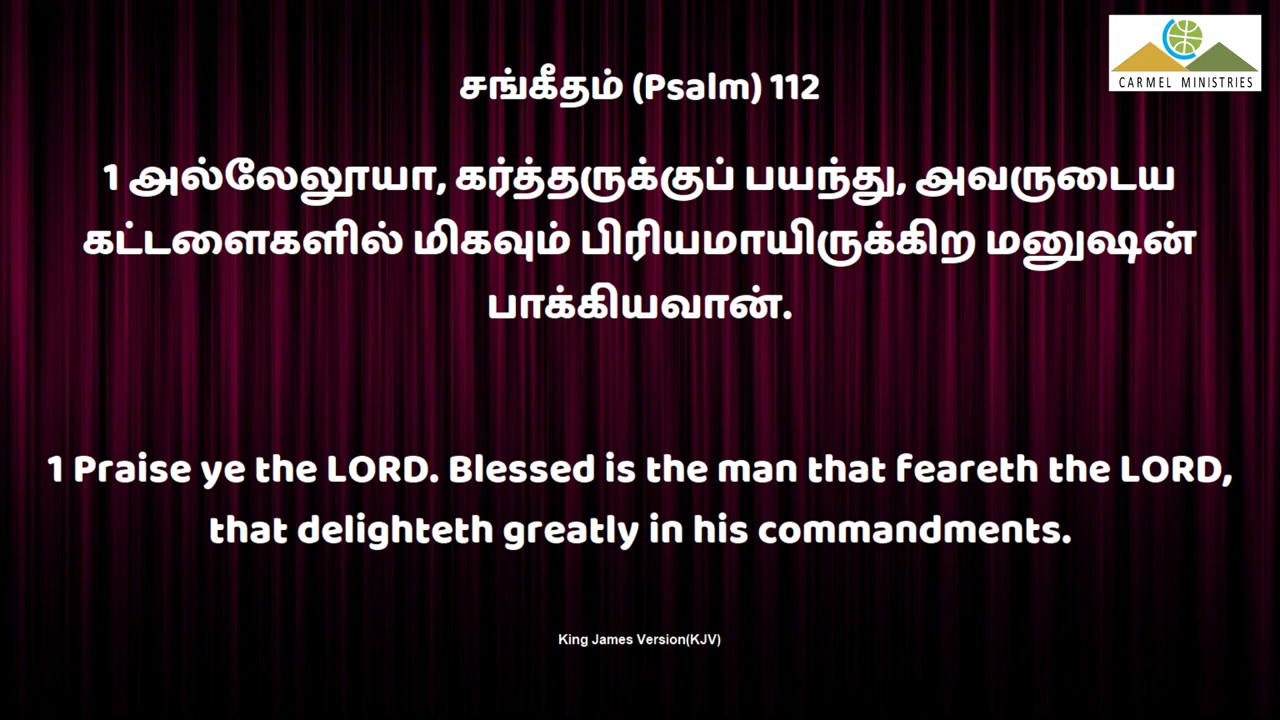 CARMEL MINISTRIES
சங்கீதம் (Psalm) 112
1 அல்லேலூயா, கர்த்தருக்குப் பயந்து, அவருடைய
கட்டளைகளில் மிகவும் பிரியமாயிருக்கிற மனுஷன்
பாக்கியவான்.
1 Praise ye the LORD. Blessed is the man that feareth the LORD,
that delighteth greatly in his commandments.
King James Version(KJV)